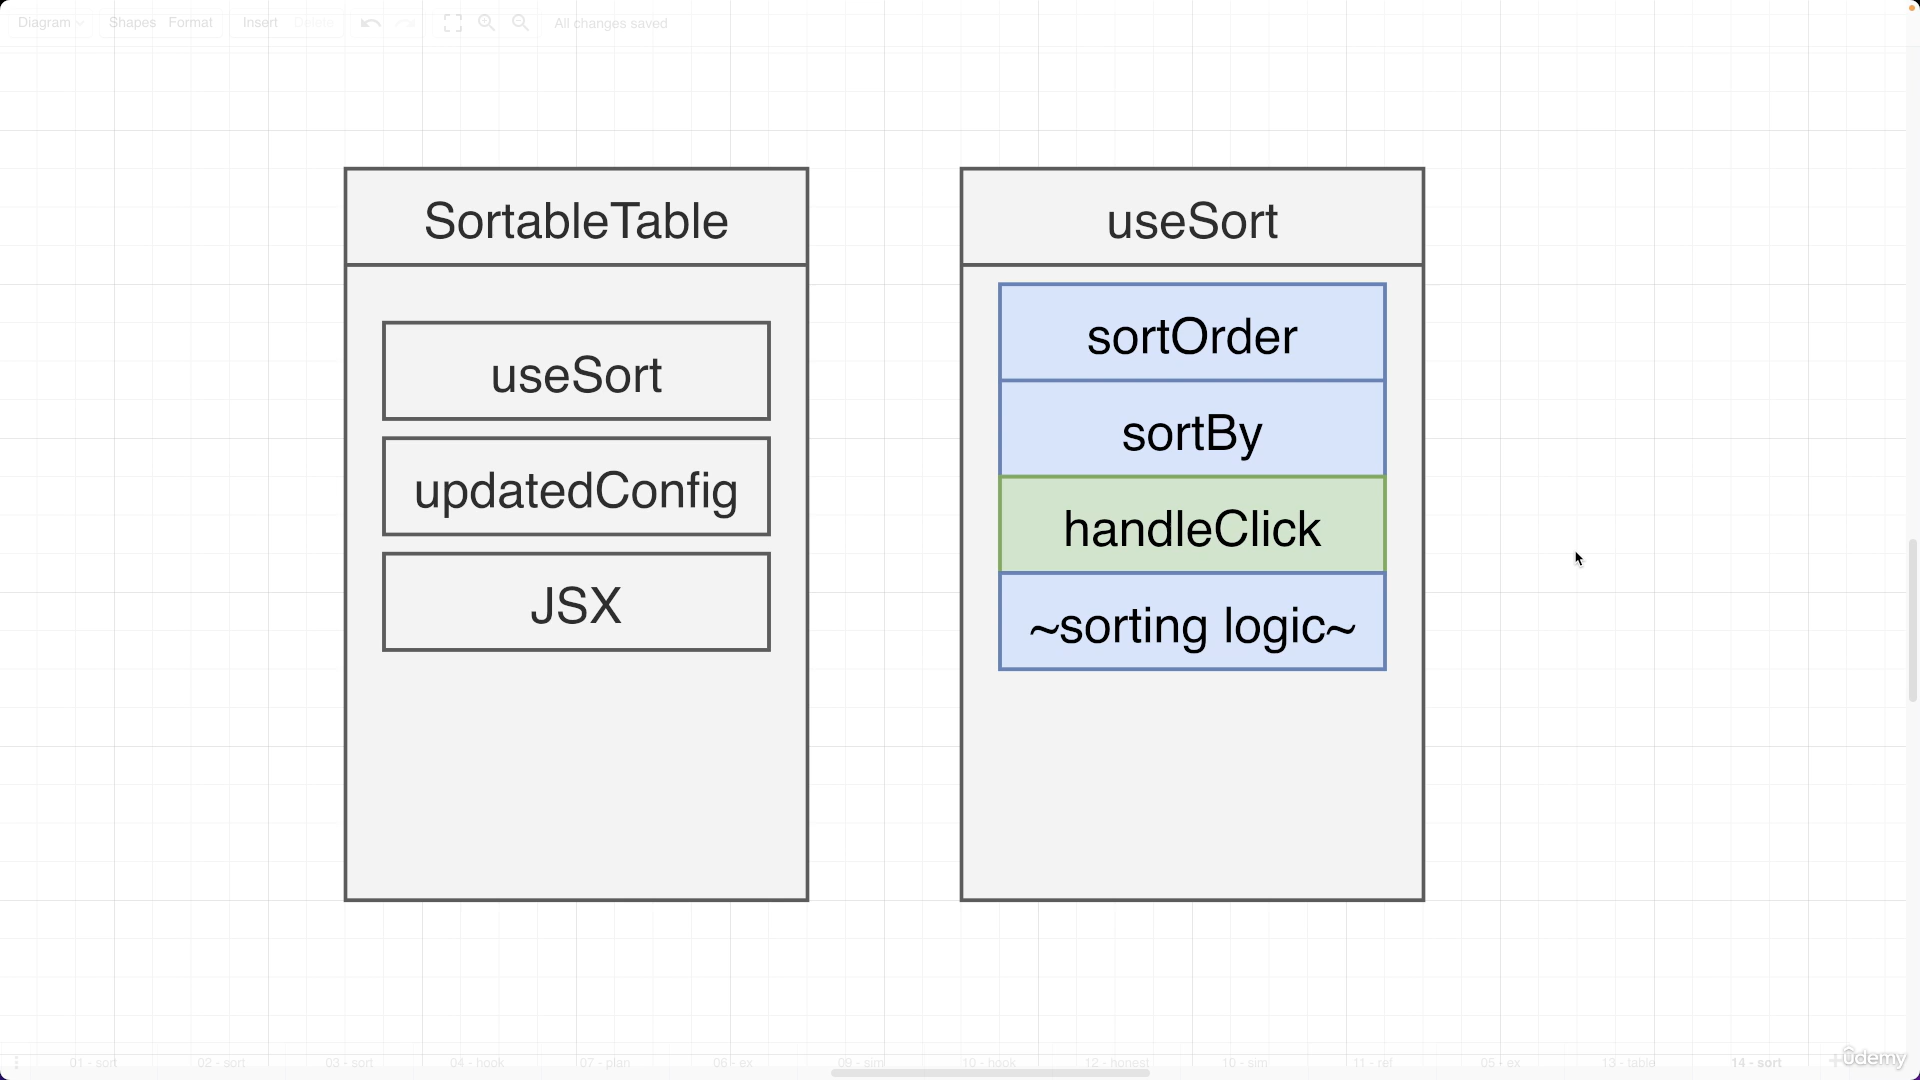 Diagram Shapes Format Insert Delete All changes saved
SortableTable
useSort
updatedConfig
JSX
useSort
sortOrder
sortBy
handleClick
~sorting logic~
01 - sort 02 - sort 03 - sort 04 - hook 07 - plan 06 - ex 09 - sim 10 - hook 12 - honest 10 - sim 11 - ref 05 - ex 13 - table 14 - sort
ûdemy